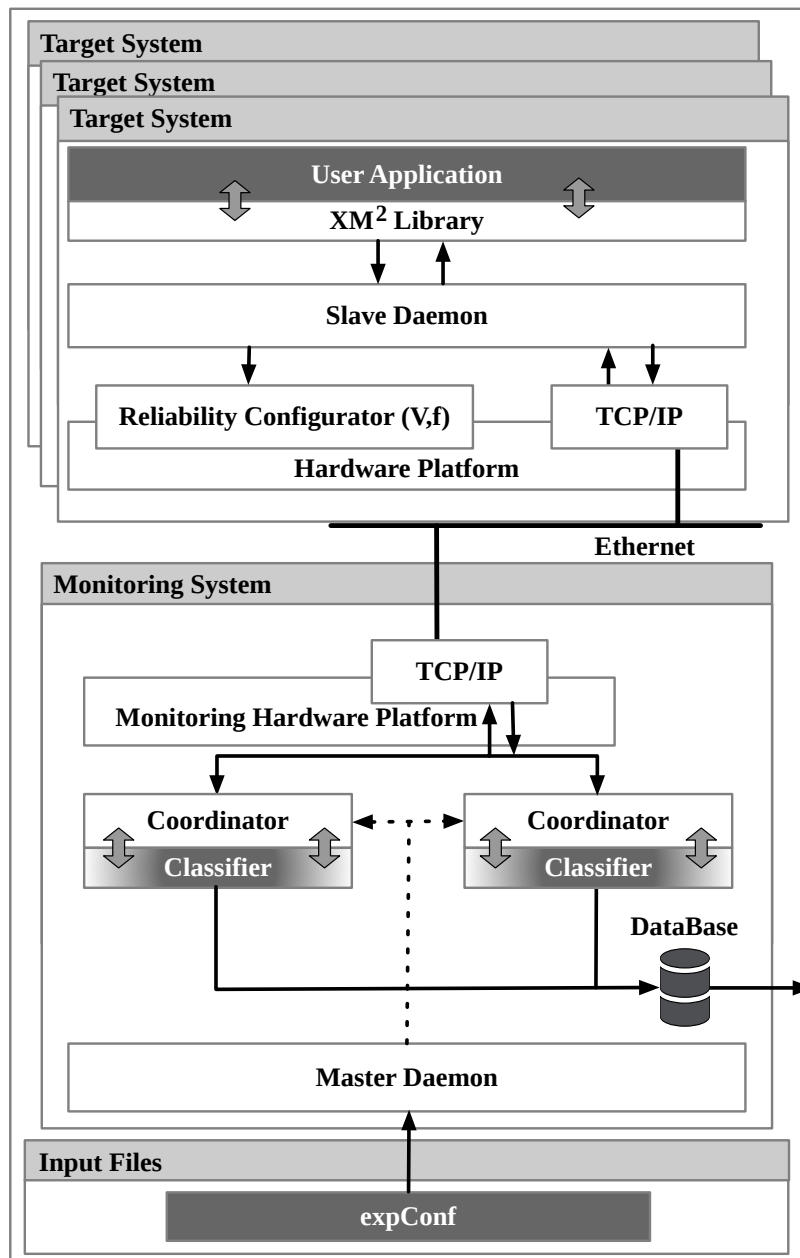 Target System
Target System
Target System
User Application
XM² Library
Slave Daemon
Reliability Configurator (V,f)
TCP/IP
Hardware Platform
Ethernet
Monitoring System
TCP/IP
Monitoring Hardware Platform
Coordinator
Coordinator
Classifier
Classifier
DataBase
Master Daemon
Input Files
expConf